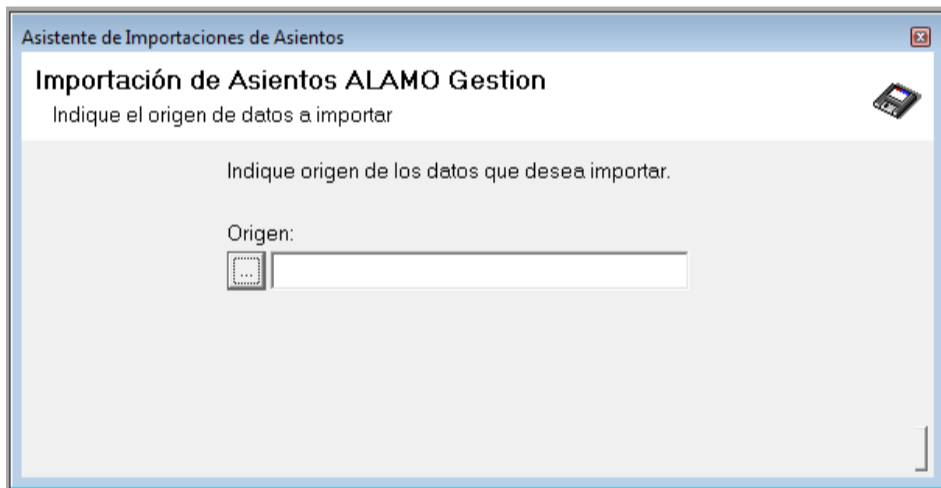 Asistente de Importaciones de Asientos
Importación de Asientos ALAMO Gestion
Indique el origen de datos a importar
Indique origen de los datos que desea importar.
Origen:
...